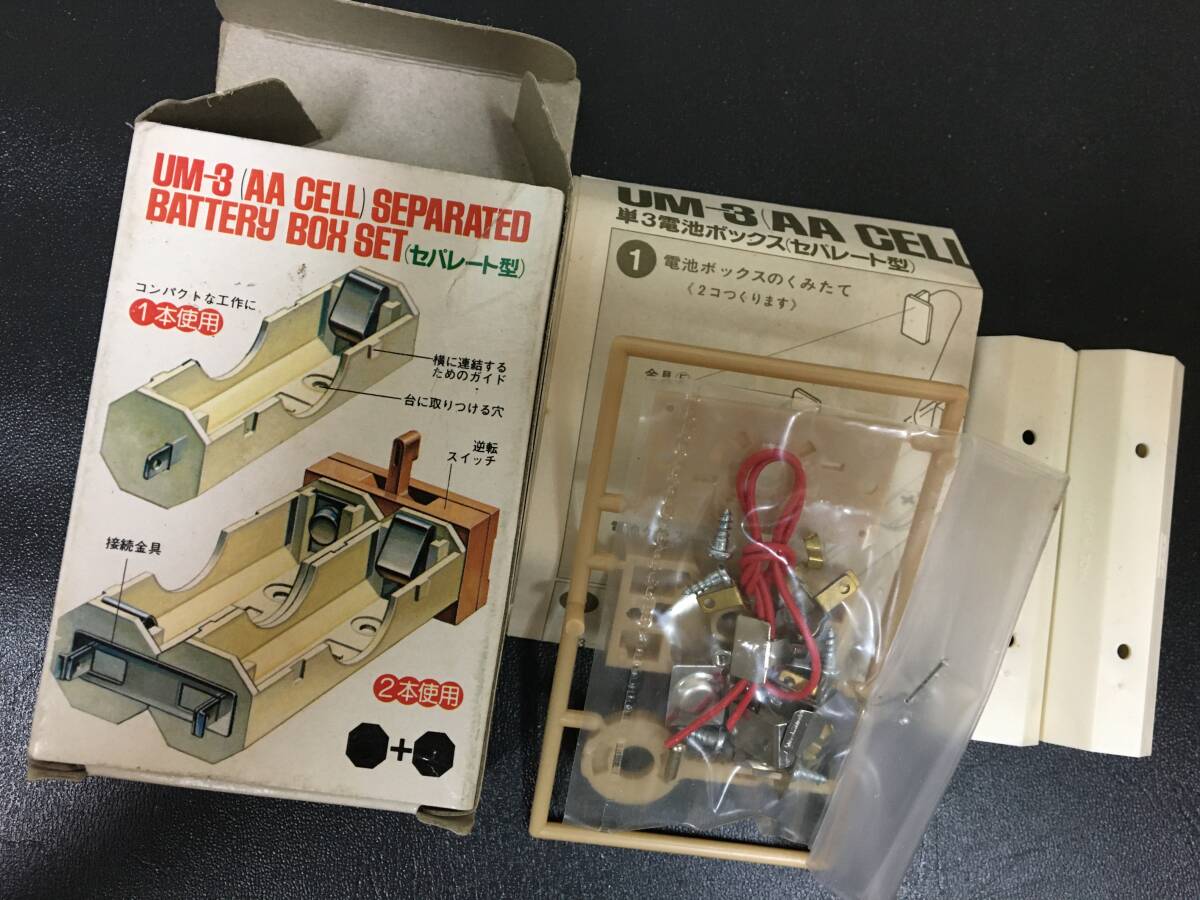 UM-3 (AA CELL) SEPARATED
BATTERY BOX SET (セパレート型)
コンパクトな工作に
1本使用
横に連結する
ためのガイド
台に取りつける穴
逆転
スイッチ
接続金具
2本使用
+
UM-3 (AA CELL
単3電池ボックス(セパレート型)
1 電池ボックスのくみたて
《2コつくります》
金具F